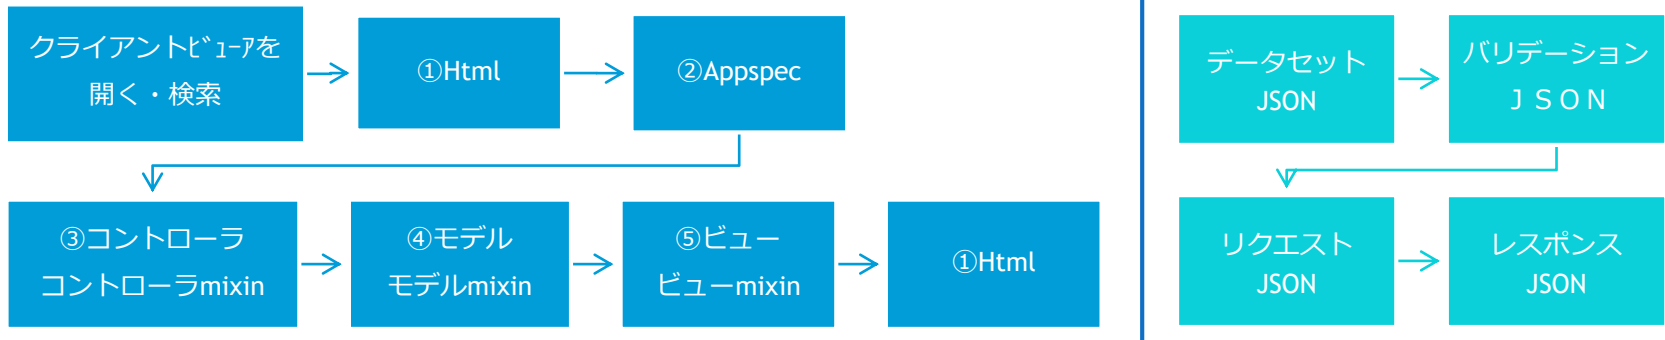 クライアントﾋﾞｭｰｱを
開く・検索
①Html
②Appspec
③コントローラ
コントローラmixin
④モデル
モデルmixin
⑤ビュー
ビューmixin
①Html
データセット
JSON
バリデーション
ＪＳＯＮ
リクエスト
JSON
レスポンス
JSON